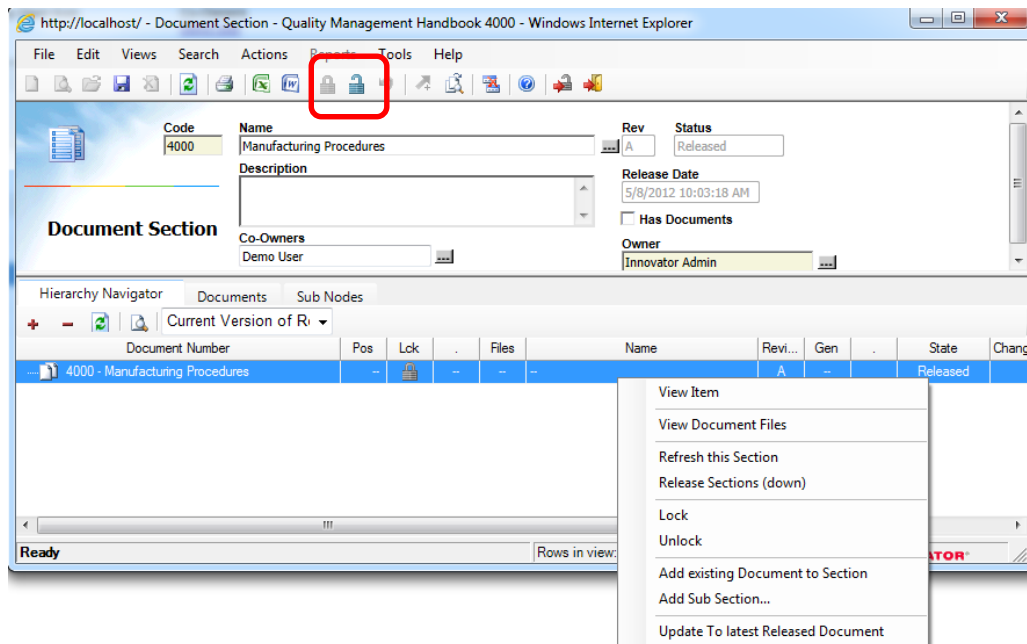 http://localhost/ - Document Section - Quality Management Handbook 4000 - Windows Internet Explorer
File Edit Views Search Actions Reports Tools Help
Code Name Rev Status
4000 Manufacturing Procedures ... A Released
Description Release Date
5/8/2012 10:03:18 AM
Has Documents
Document Section
Co-Owners Owner
Demo User ... Innovator Admin ...
Hierarchy Navigator Documents Sub Nodes
Current Version of R
Document Number Pos Lck . Files Name Revi... Gen . State Chang
4000 - Manufacturing Procedures -- -- -- -- A -- Released
View Item
View Document Files
Refresh this Section
Release Sections (down)
Lock
Unlock
Ready Rows in view: ATOR
Add existing Document to Section
Add Sub Section...
Update To latest Released Document